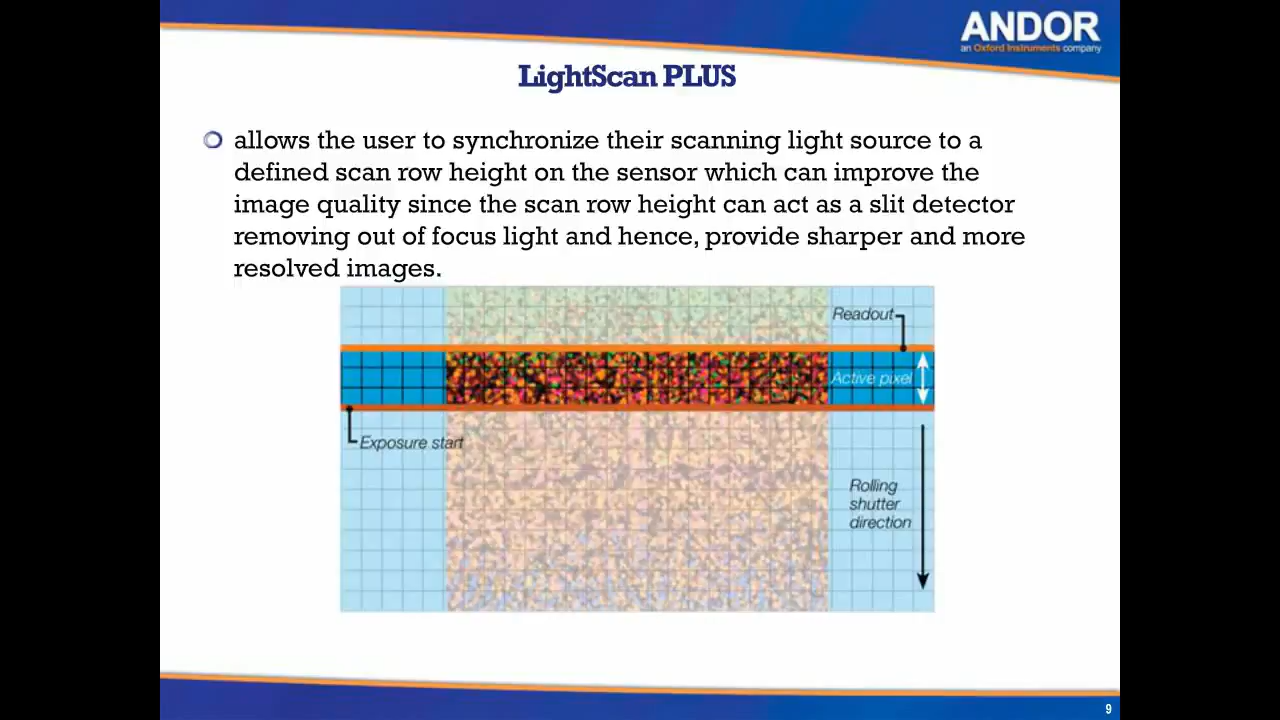 ANDOR
an Oxford Instruments company
LightScan PLUS
allows the user to synchronize their scanning light source to a
defined scan row height on the sensor which can improve the
image quality since the scan row height can act as a slit detector
removing out of focus light and hence, provide sharper and more
resolved images.
Readout
Active pixel
Exposure start
Rolling
shutter
direction
9